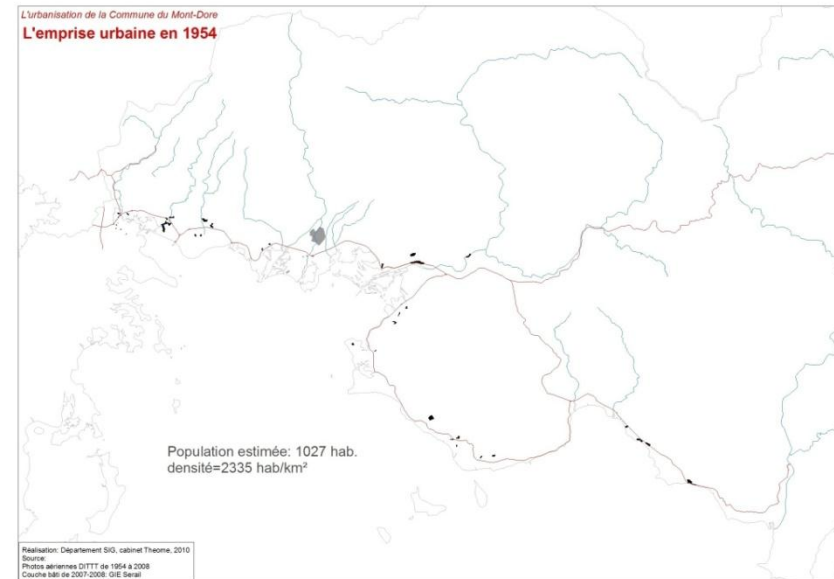 L'urbanisation de la Commune du Mont-Dore
L'emprise urbaine en 1954
Population estimée: 1027 hab.
densité=2335 hab/km²
Réalisation: Département SIG, cabinet Theome, 2010
Source:
Photos aériennes DITTT de 1954 à 2008
Couche bâti de 2007-2008: GIE Serail